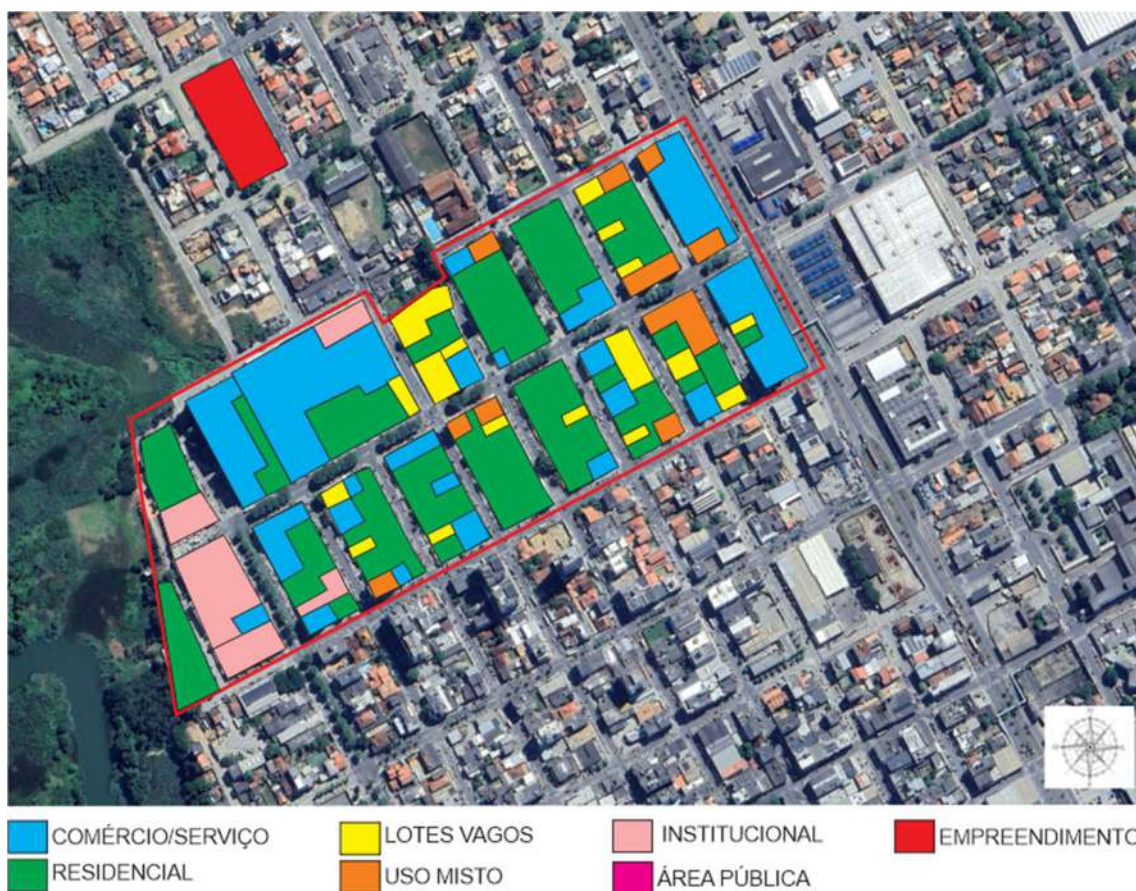 COMÉRCIO/SERVIÇO
LOTES VAGOS
INSTITUCIONAL
EMPREENDIMENTO
RESIDENCIAL
USO MISTO
ÁREA PÚBLICA